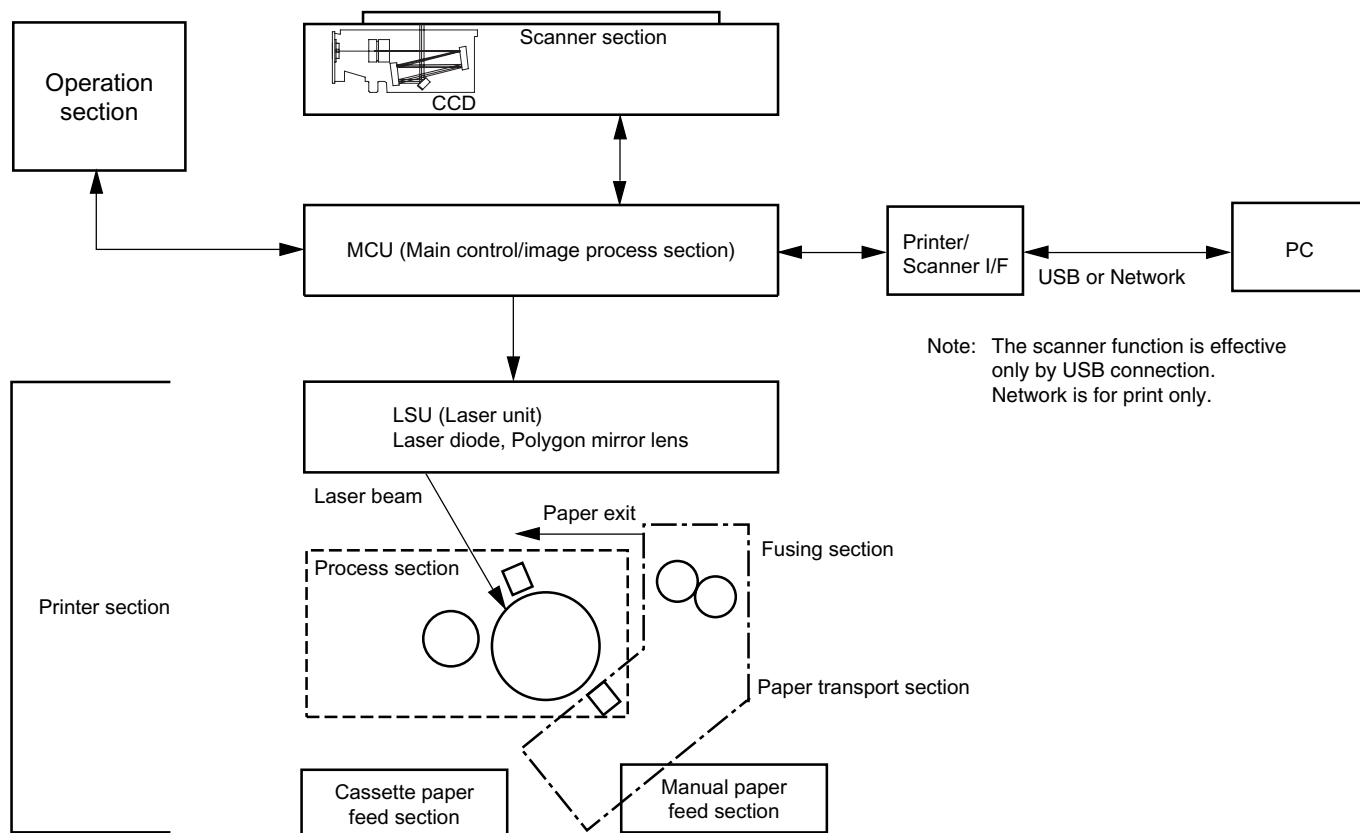 Scanner section
Operation
section
CCD
MCU (Main control/image process section)
Printer/
Scanner I/F
PC
USB or Network
Note: The scanner function is effective
only by USB connection.
Network is for print only.
LSU (Laser unit)
Laser diode, Polygon mirror lens
Laser beam
Paper exit
Fusing section
Process section
Printer section
Paper transport section
Cassette paper
feed section
Manual paper
feed section